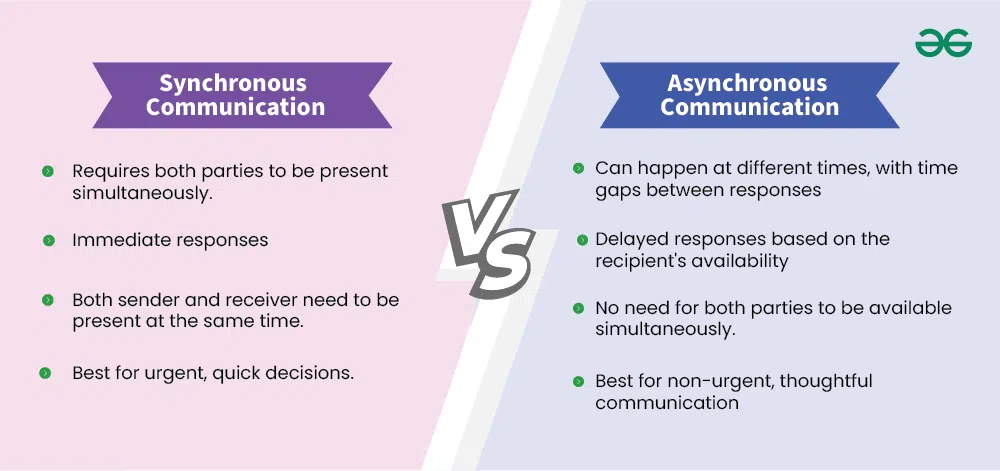 Synchronous
Communication
Requires both parties to be present
simultaneously.
Immediate responses
Both sender and receiver need to be
present at the same time.
Best for urgent, quick decisions.
VS
Asynchronous
Communication
Can happen at different times, with time
gaps between responses
Delayed responses based on the
recipient's availability
No need for both parties to be available
simultaneously.
Best for non-urgent, thoughtful
communication